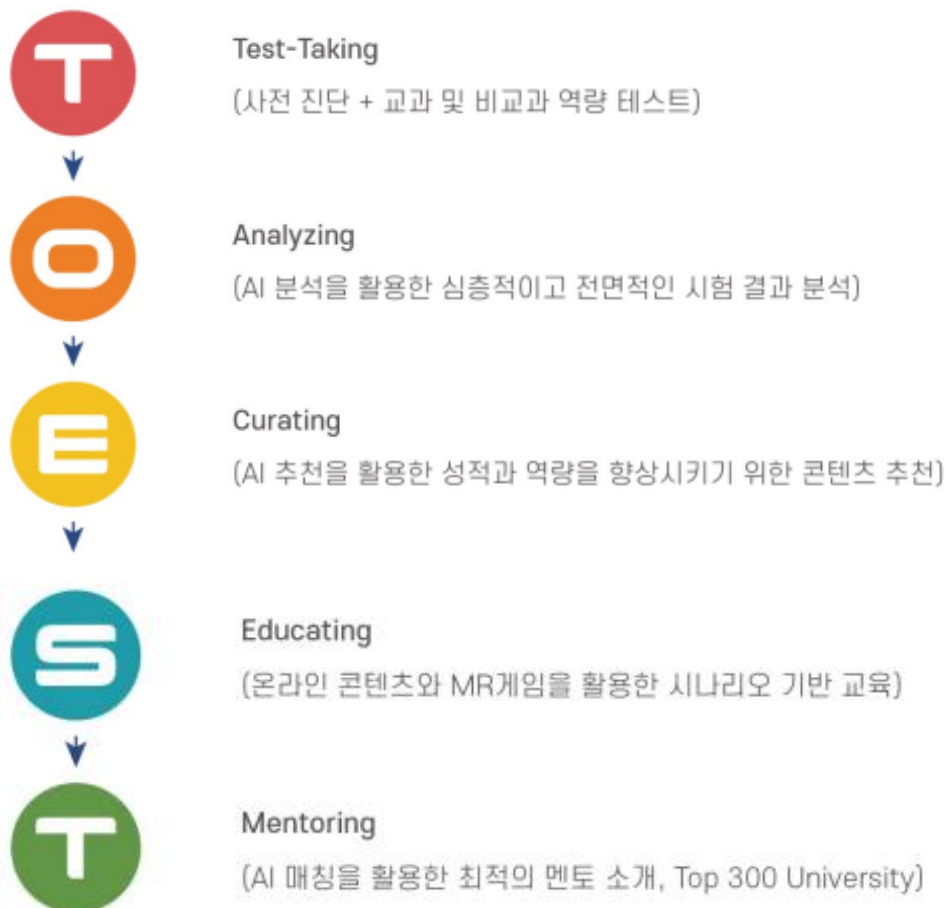 T
Test-Taking
(사전 진단 + 교과 및 비교과 역량 테스트)
O
Analyzing
(AI 분석을 활용한 심층적이고 전면적인 시험 결과 분석)
E
Curating
(AI 추천을 활용한 성적과 역량을 향상시키기 위한 콘텐츠 추천)
S
Educating
(온라인 콘텐츠와 MR게임을 활용한 시나리오 기반 교육)
T
Mentoring
(AI 매칭을 활용한 최적의 멘토 소개, Top 300 University)